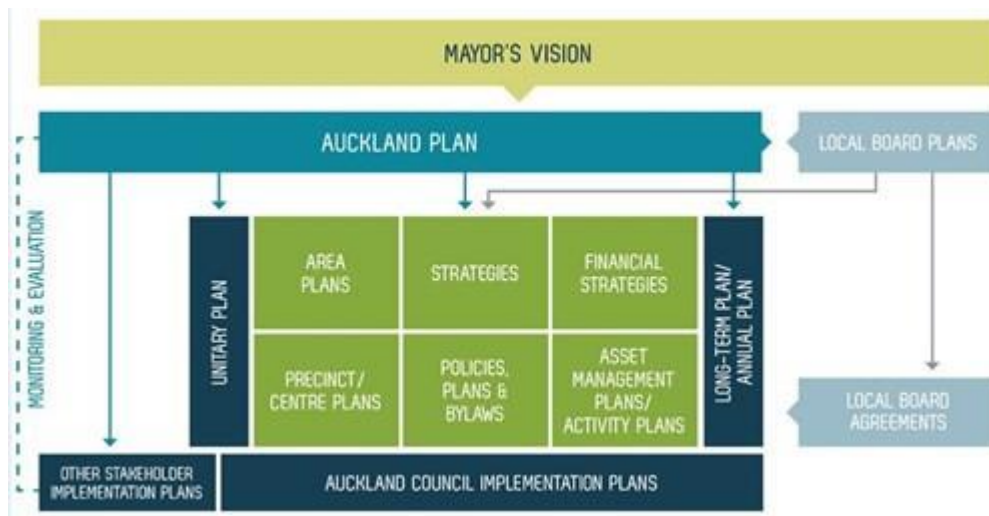 MAYOR'S VISION
AUCKLAND PLAN
LOCAL BOARD PLANS
MONITORING & EVALUATION
UNITARY PLAN
AREA
PLANS
STRATEGIES
FINANCIAL
STRATEGIES
LONG-TERM PLAN/
ANNUAL PLAN
PRECINCT/
CENTRE PLANS
POLICIES,
PLANS &
BYLAWS
ASSET
MANAGEMENT
PLANS/
ACTIVITY PLANS
LOCAL BOARD
AGREEMENTS
OTHER STAKEHOLDER
IMPLEMENTATION PLANS
AUCKLAND COUNCIL IMPLEMENTATION PLANS